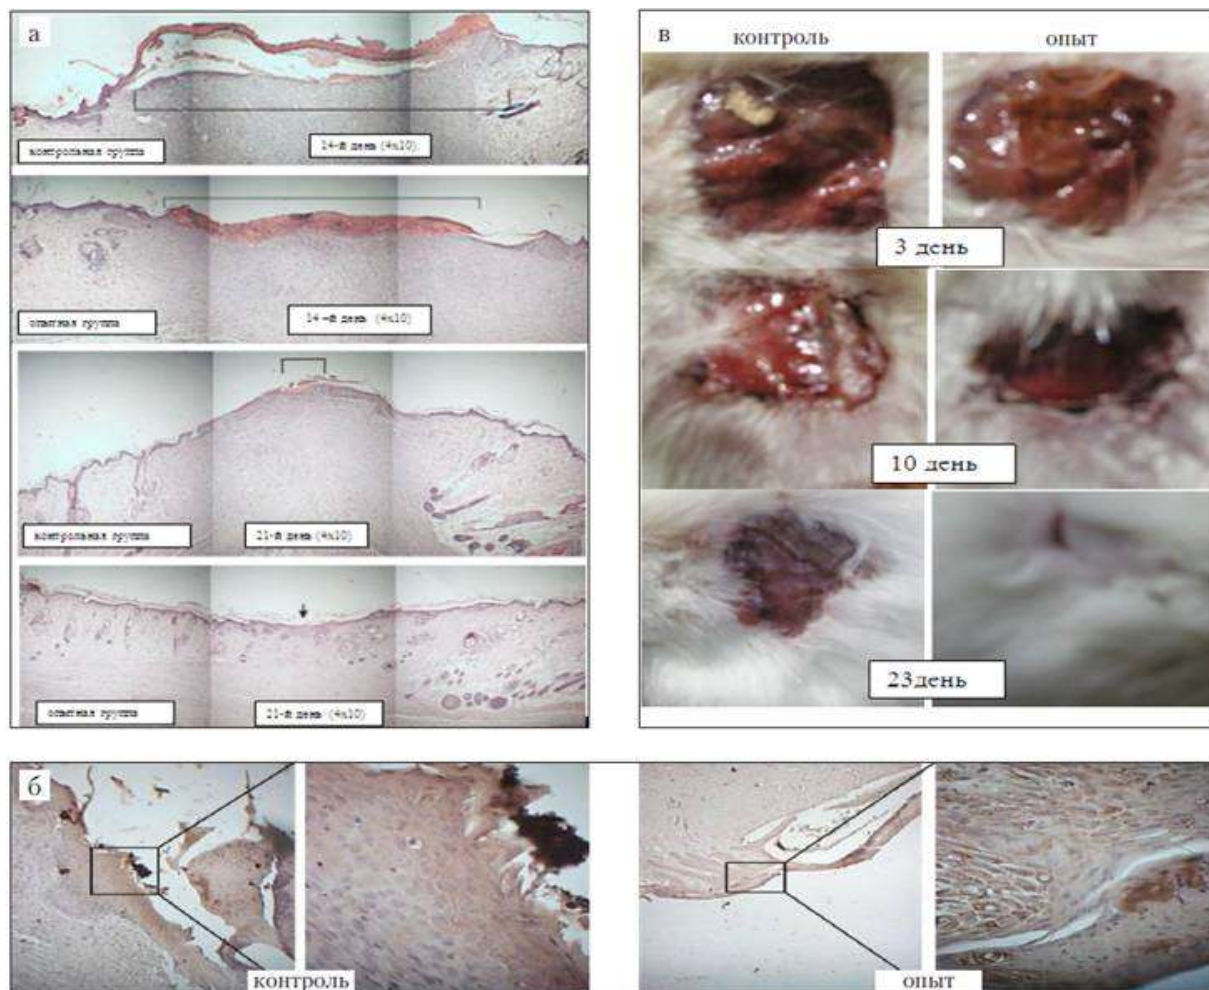 а
контрольная группа
14-й день (4x10)
опытная группа
14 –й день (4x10)
контрольная группа
21-й день (4x10)
опытная группа
21-й день (4x10)
в
контроль
опыт
3 день
10 день
23день
б
контроль
опыт